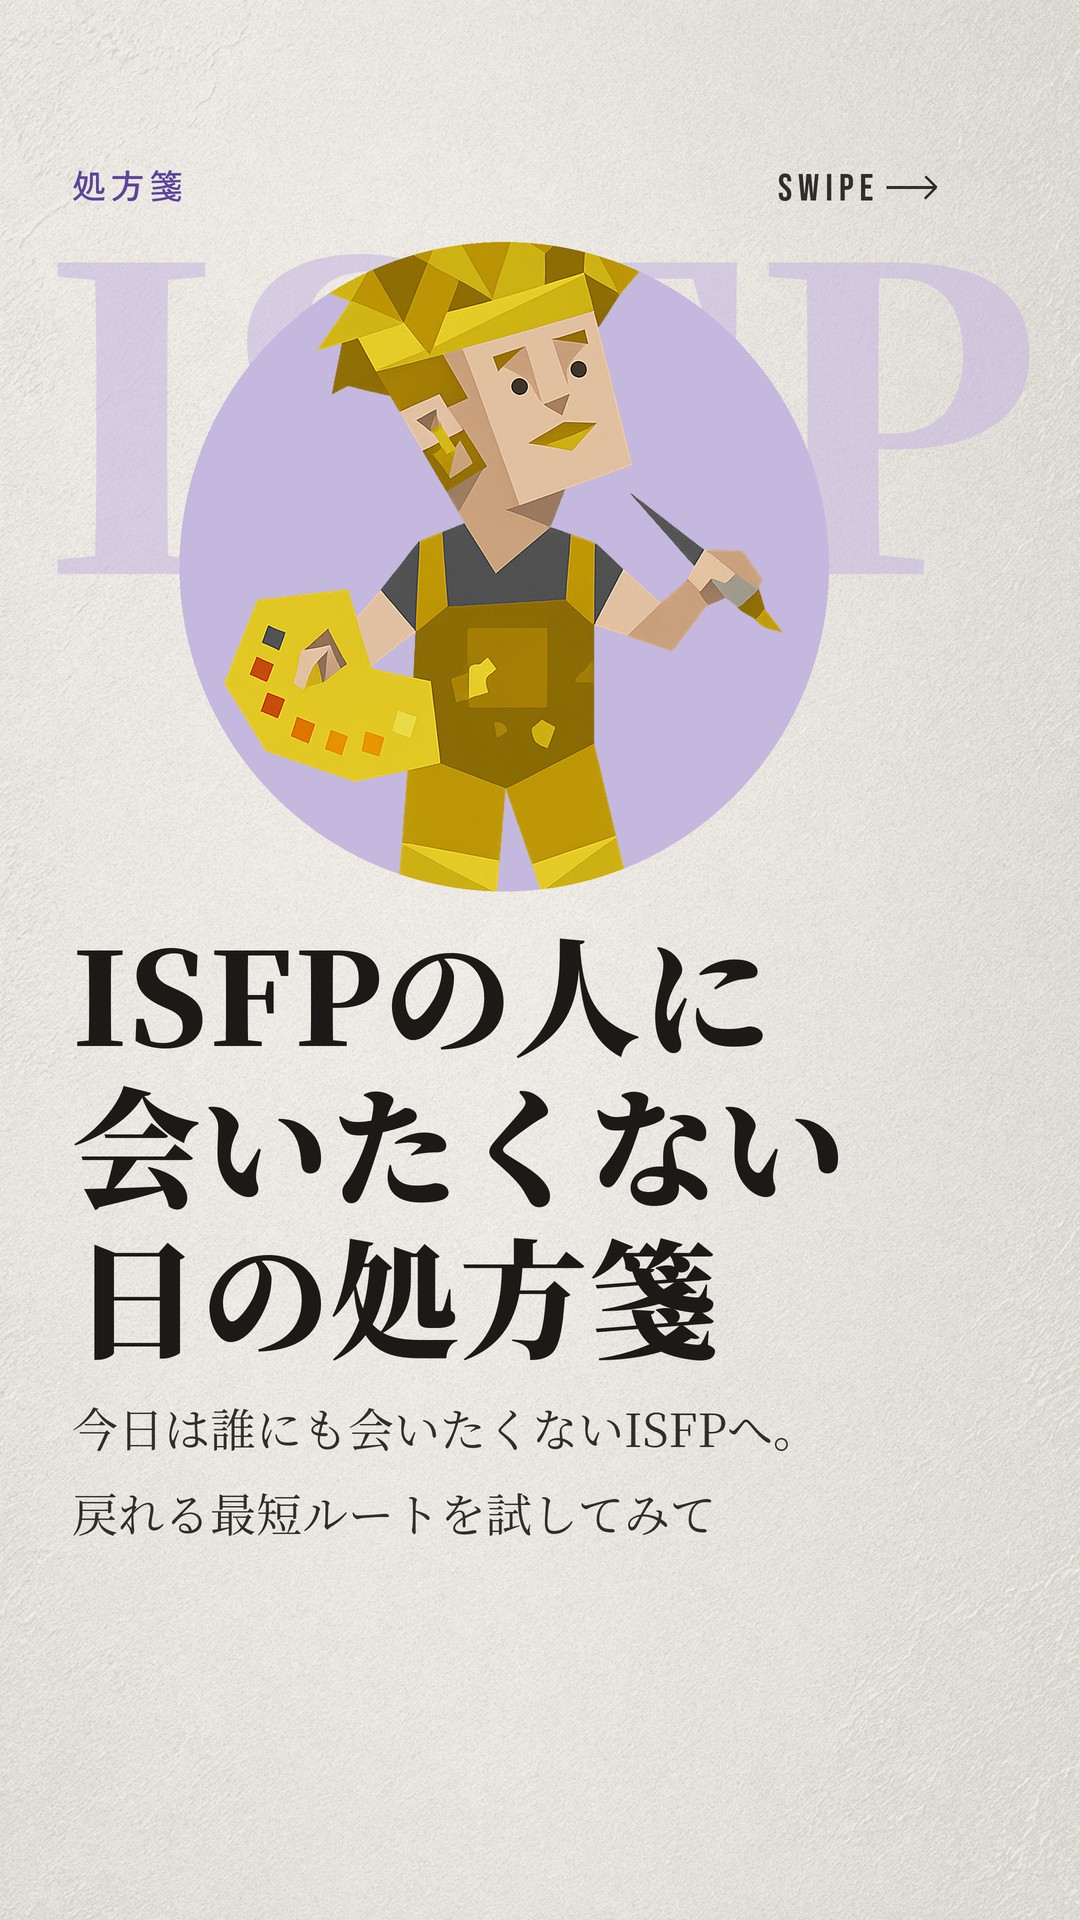 処方箋
SWIPE →
ISFP
ISFPの人に
会いたくない
日の処方箋
今日は誰にも会いたくないISFPへ。
戻れる最短ルートを試してみて